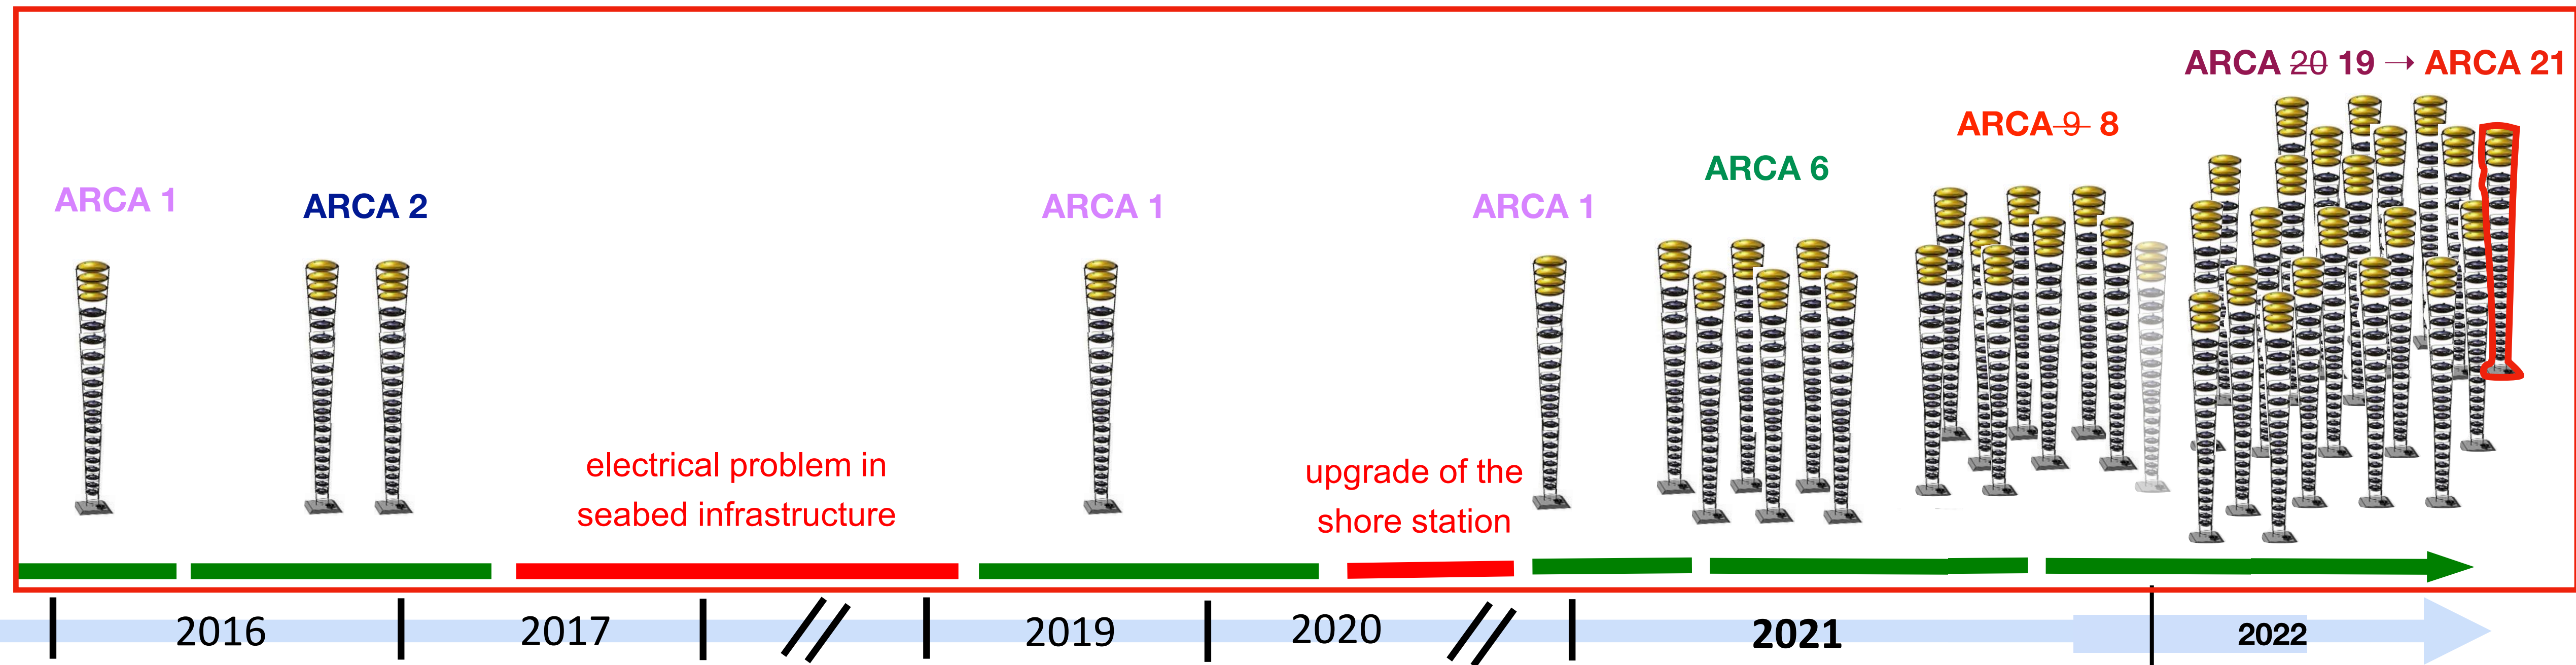 ARCA 20 19 → ARCA 21
ARCA 9 8
ARCA 6
ARCA 1
ARCA 2
ARCA 1
ARCA 1
electrical problem in
seabed infrastructure
upgrade of the
shore station
2016
2017
2019
2020
2021
2022